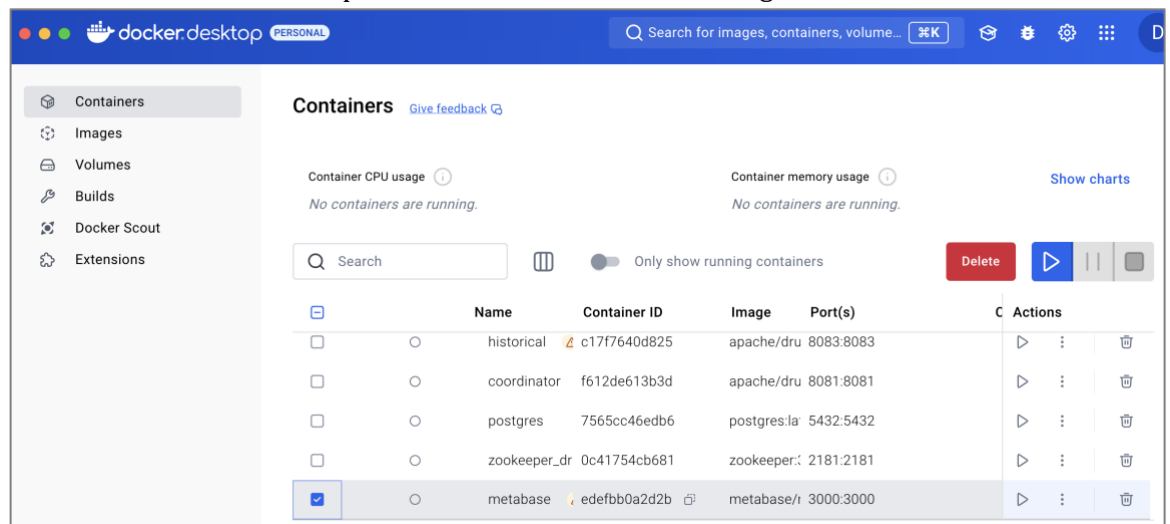 docker.desktop PERSONAL Search for images, containers, volume... ⌘K D
Containers
Images
Volumes
Builds
Docker Scout
Extensions
Containers Give feedback
Container CPU usage Container memory usage Show charts
No containers are running. No containers are running.
Search Only show running containers Delete
Name Container ID Image Port(s) C Actions
historical c17f7640d825 apache/dru 8083:8083
coordinator f612de613b3d apache/dru 8081:8081
postgres 7565cc46edb6 postgres:la 5432:5432
zookeeper_dr 0c41754cb681 zookeeper: 2181:2181
metabase edefbb0a2d2b metabase/ 3000:3000